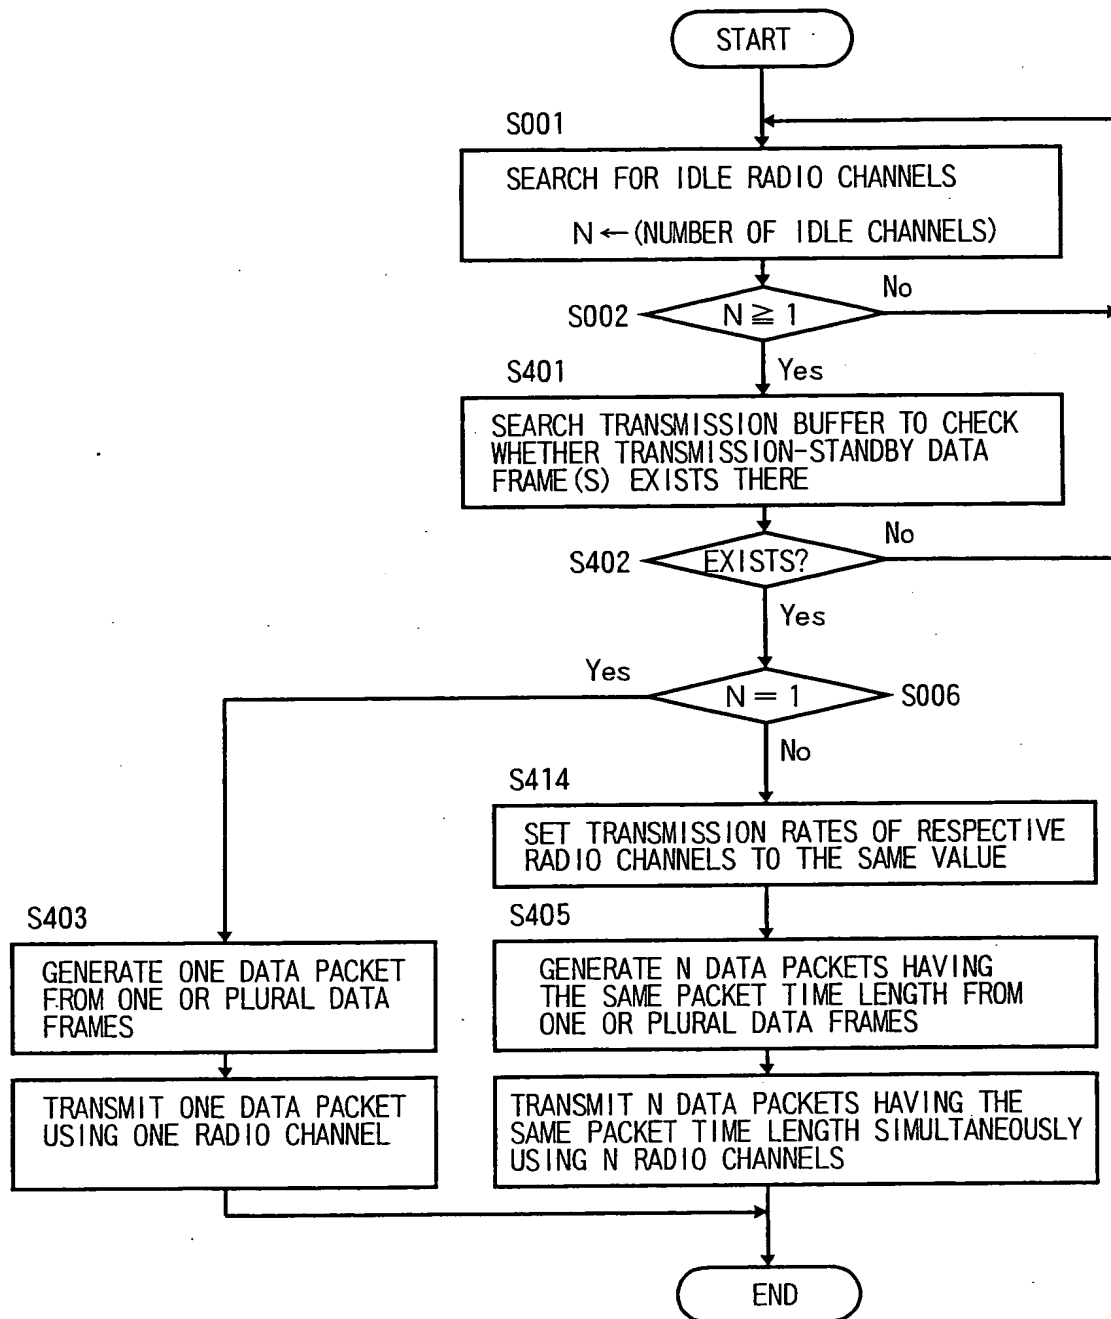 START
S001
SEARCH FOR IDLE RADIO CHANNELS
N ← (NUMBER OF IDLE CHANNELS)
S002
N ≧ 1
No
Yes
S401
SEARCH TRANSMISSION BUFFER TO CHECK
WHETHER TRANSMISSION-STANDBY DATA
FRAME(S) EXISTS THERE
S402
EXISTS?
No
Yes
Yes
N = 1
S006
No
S414
SET TRANSMISSION RATES OF RESPECTIVE
RADIO CHANNELS TO THE SAME VALUE
S403
GENERATE ONE DATA PACKET
FROM ONE OR PLURAL DATA
FRAMES
S405
GENERATE N DATA PACKETS HAVING
THE SAME PACKET TIME LENGTH FROM
ONE OR PLURAL DATA FRAMES
TRANSMIT ONE DATA PACKET
USING ONE RADIO CHANNEL
TRANSMIT N DATA PACKETS HAVING THE
SAME PACKET TIME LENGTH SIMULTANEOUSLY
USING N RADIO CHANNELS
END